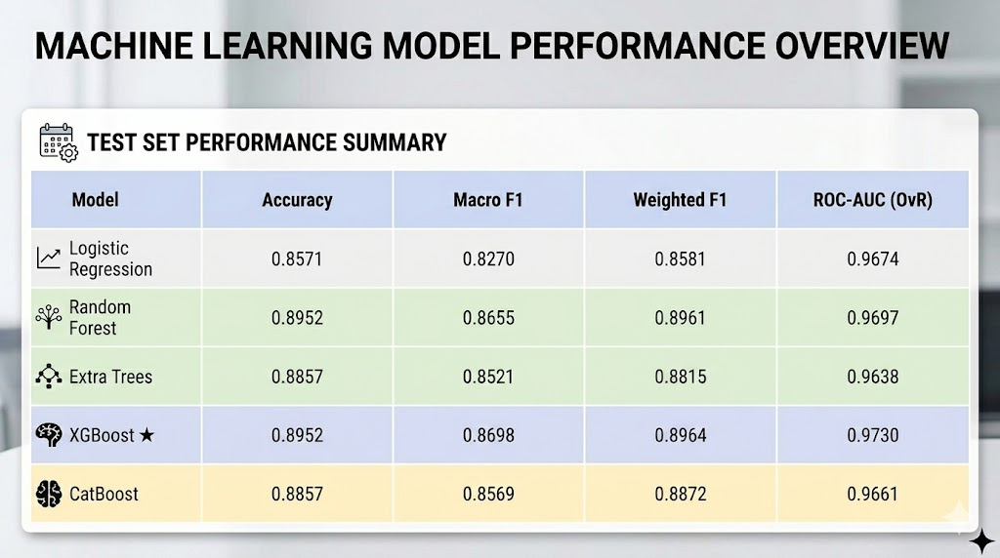 MACHINE LEARNING MODEL PERFORMANCE OVERVIEW
TEST SET PERFORMANCE SUMMARY
Model Accuracy Macro F1 Weighted F1 ROC-AUC (OvR)
Logistic
Regression 0.8571 0.8270 0.8581 0.9674
Random
Forest 0.8952 0.8655 0.8961 0.9697
Extra Trees 0.8857 0.8521 0.8815 0.9638
XGBoost ★ 0.8952 0.8698 0.8964 0.9730
CatBoost 0.8857 0.8569 0.8872 0.9661